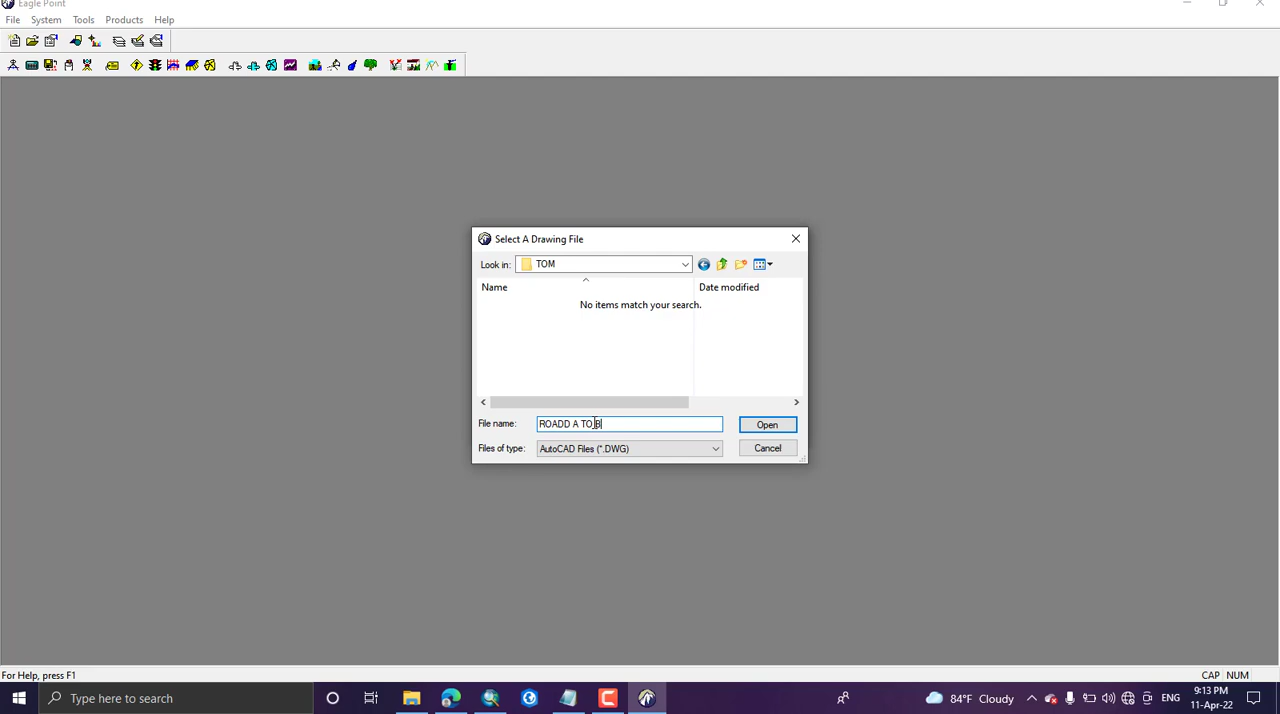 Eagle Point
File System Tools Products Help
Select A Drawing File
Look in: TOM
Name Date modified
No items match your search.
File name: ROADD A TO B Open
Files of type: AutoCAD Files (*.DWG) Cancel
For Help, press F1 CAP NUM
Type here to search 84°F Cloudy ENG 9:13 PM
11-Apr-22